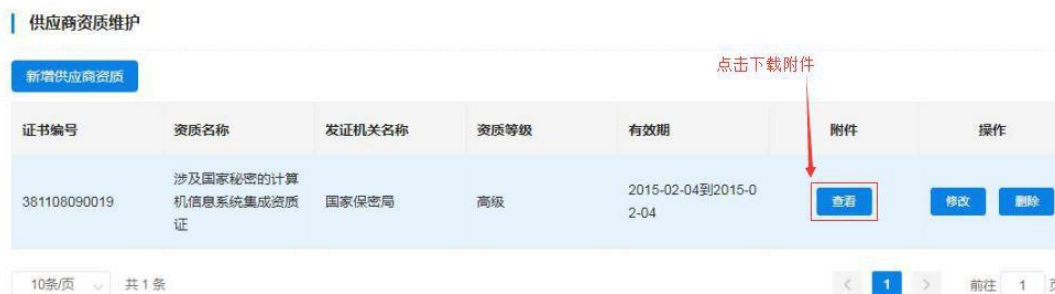 供应商资质维护
点击下载附件
新增供应商资质
证书编号 资质名称 发证机关名称 资质等级 有效期 附件 操作
涉及国家秘密的计算
机信息系统集成资质
证
381108090019
国家保密局
高级
2015-02-04到2015-0
2-04
查看
修改 删除
10条/页 共 1 条 < 1 > 前往 1 页